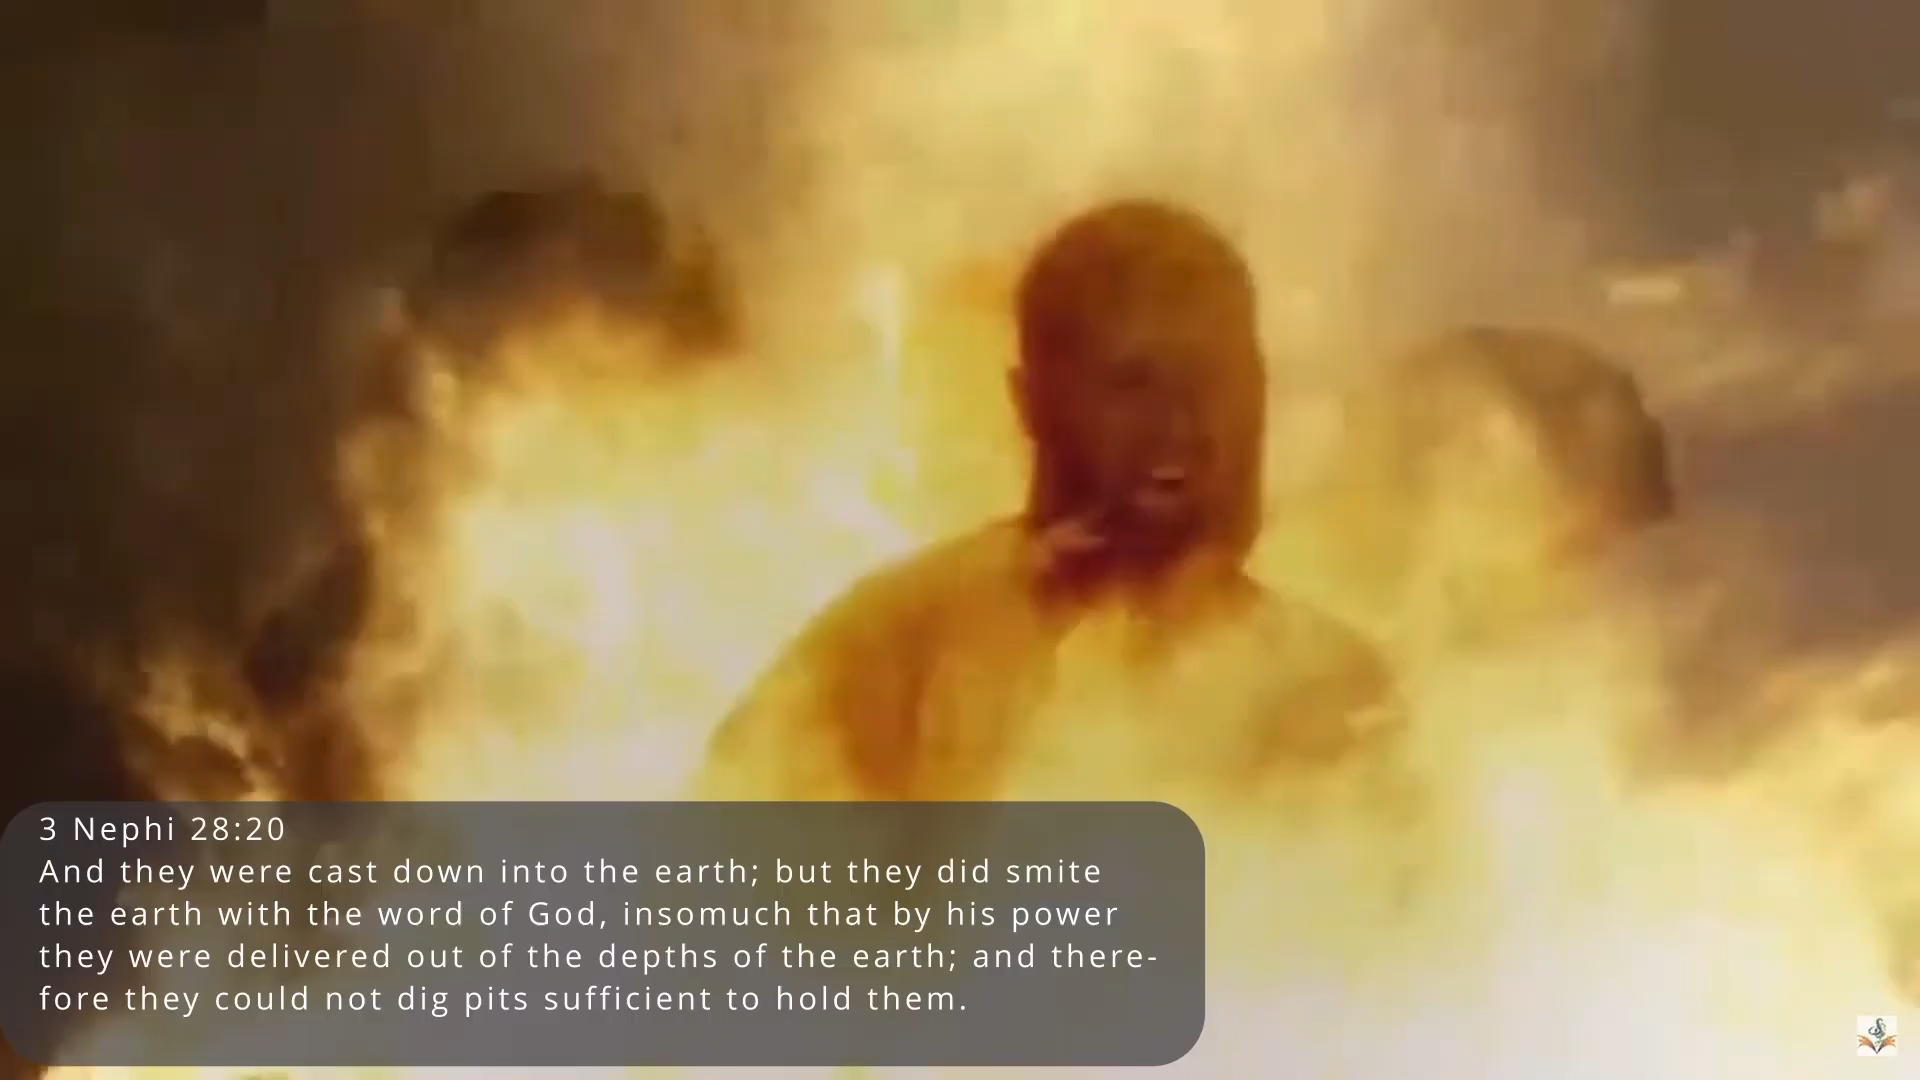 3 Nephi 28:20
And they were cast down into the earth; but they did smite
the earth with the word of God, insomuch that by his power
they were delivered out of the depths of the earth; and there-
fore they could not dig pits sufficient to hold them.